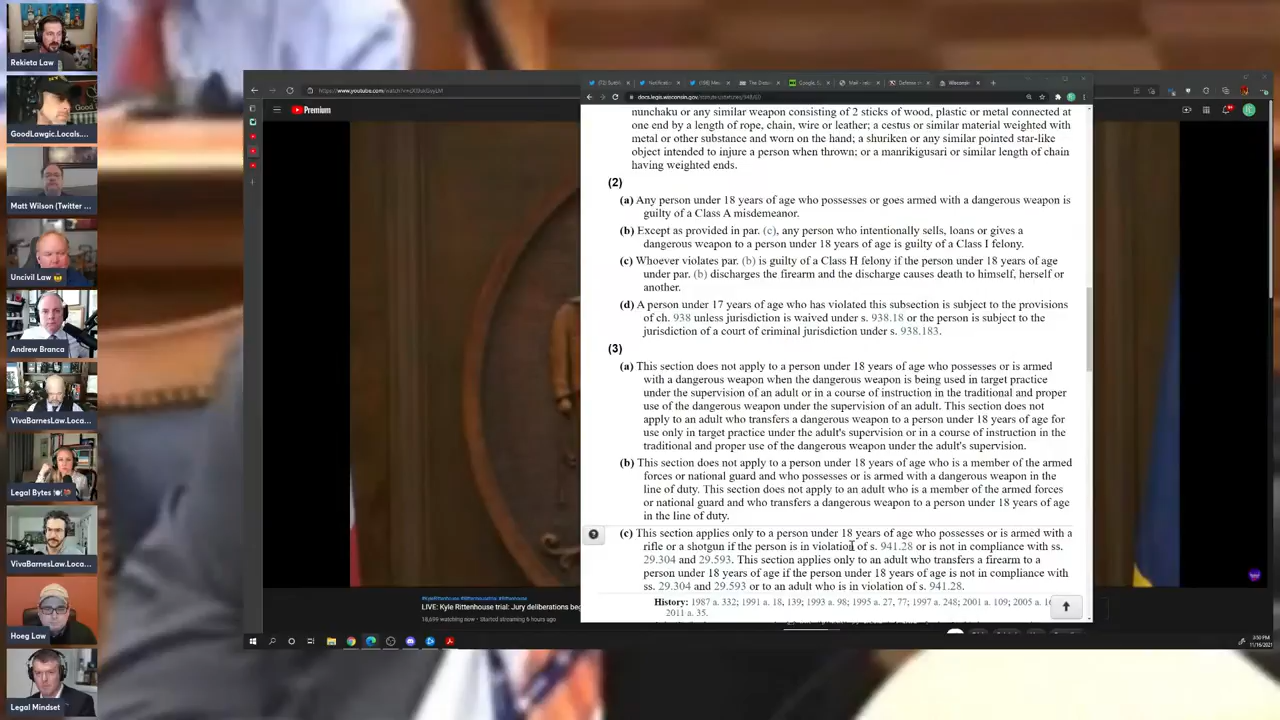 Rekieta Law
GoodLawgic.Locals....
Matt Wilson (Twitter ...
Uncivil Law
Andrew Branca
VivaBarnesLaw.Loca...
Legal Bytes
VivaBarnesLaw.Loca...
Hoeg Law
Legal Mindset
Premium
docs.legis.wisconsin.gov
nunchaku or any similar weapon consisting of 2 sticks of wood, plastic or metal connected at
one end by a length of rope, chain, wire or leather; a cestus or similar material weighted with
metal or other substance and worn on the hand; a shuriken or any similar pointed star-like
object intended to injure a person when thrown; or a manrikigusari or similar length of chain
having weighted ends.
(2)
(a) Any person under 18 years of age who possesses or goes armed with a dangerous weapon is
guilty of a Class A misdemeanor.
(b) Except as provided in par. (c), any person who intentionally sells, loans or gives a
dangerous weapon to a person under 18 years of age is guilty of a Class I felony.
(c) Whoever violates par. (b) is guilty of a Class H felony if the person under 18 years of age
under par. (b) discharges the firearm and the discharge causes death to himself, herself or
another.
(d) A person under 17 years of age who has violated this subsection is subject to the provisions
of ch. 938 unless jurisdiction is waived under s. 938.18 or the person is subject to the
jurisdiction of a court of criminal jurisdiction under s. 938.183.
(3)
(a) This section does not apply to a person under 18 years of age who possesses or is armed
with a dangerous weapon when the dangerous weapon is being used in target practice
under the supervision of an adult or in a course of instruction in the traditional and proper
use of the dangerous weapon under the supervision of an adult. This section does not
apply to an adult who transfers a dangerous weapon to a person under 18 years of age for
use only in target practice under the adult's supervision or in a course of instruction in the
traditional and proper use of the dangerous weapon under the adult's supervision.
(b) This section does not apply to a person under 18 years of age who is a member of the armed
forces or national guard and who possesses or is armed with a dangerous weapon in the
line of duty. This section does not apply to an adult who is a member of the armed forces
or national guard and who transfers a dangerous weapon to a person under 18 years of age
in the line of duty.
(c) This section applies only to a person under 18 years of age who possesses or is armed with a
rifle or a shotgun if the person is in violation of s. 941.28 or is not in compliance with ss.
29.304 and 29.593. This section applies only to an adult who transfers a firearm to a
person under 18 years of age if the person under 18 years of age is not in compliance with
ss. 29.304 and 29.593 or to an adult who is in violation of s. 941.28.
History: 1987 a. 332; 1991 a. 18, 139; 1993 a. 98; 1995 a. 27, 77; 1997 a. 248; 2001 a. 109; 2005 a. 
2011 a. 35.
LIVE: Kyle Rittenhouse trial: Jury deliberations beg
18,699 watching now • Started streaming 6 hours ago
3:50 PM
11/16/2021